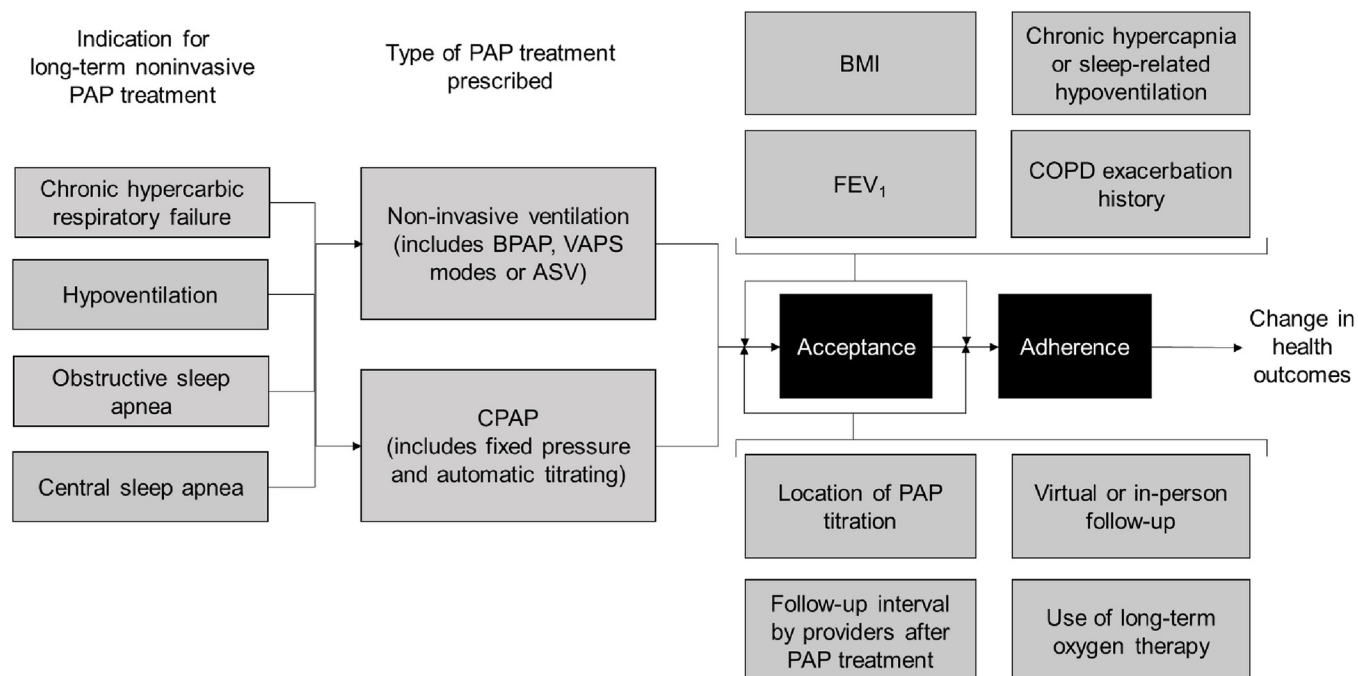 Indication for
long-term noninvasive
PAP treatment
Type of PAP treatment
prescribed
Chronic hypercarbic
respiratory failure
Hypoventilation
Obstructive sleep
apnea
Central sleep apnea
Non-invasive ventilation
(includes BPAP, VAPS
modes or ASV)
CPAP
(includes fixed pressure
and automatic titrating)
BMI
Chronic hypercapnia
or sleep-related
hypoventilation
FEV₁
COPD exacerbation
history
Acceptance
Adherence
Change in
health
outcomes
Location of PAP
titration
Virtual or in-person
follow-up
Follow-up interval
by providers after
PAP treatment
Use of long-term
oxygen therapy